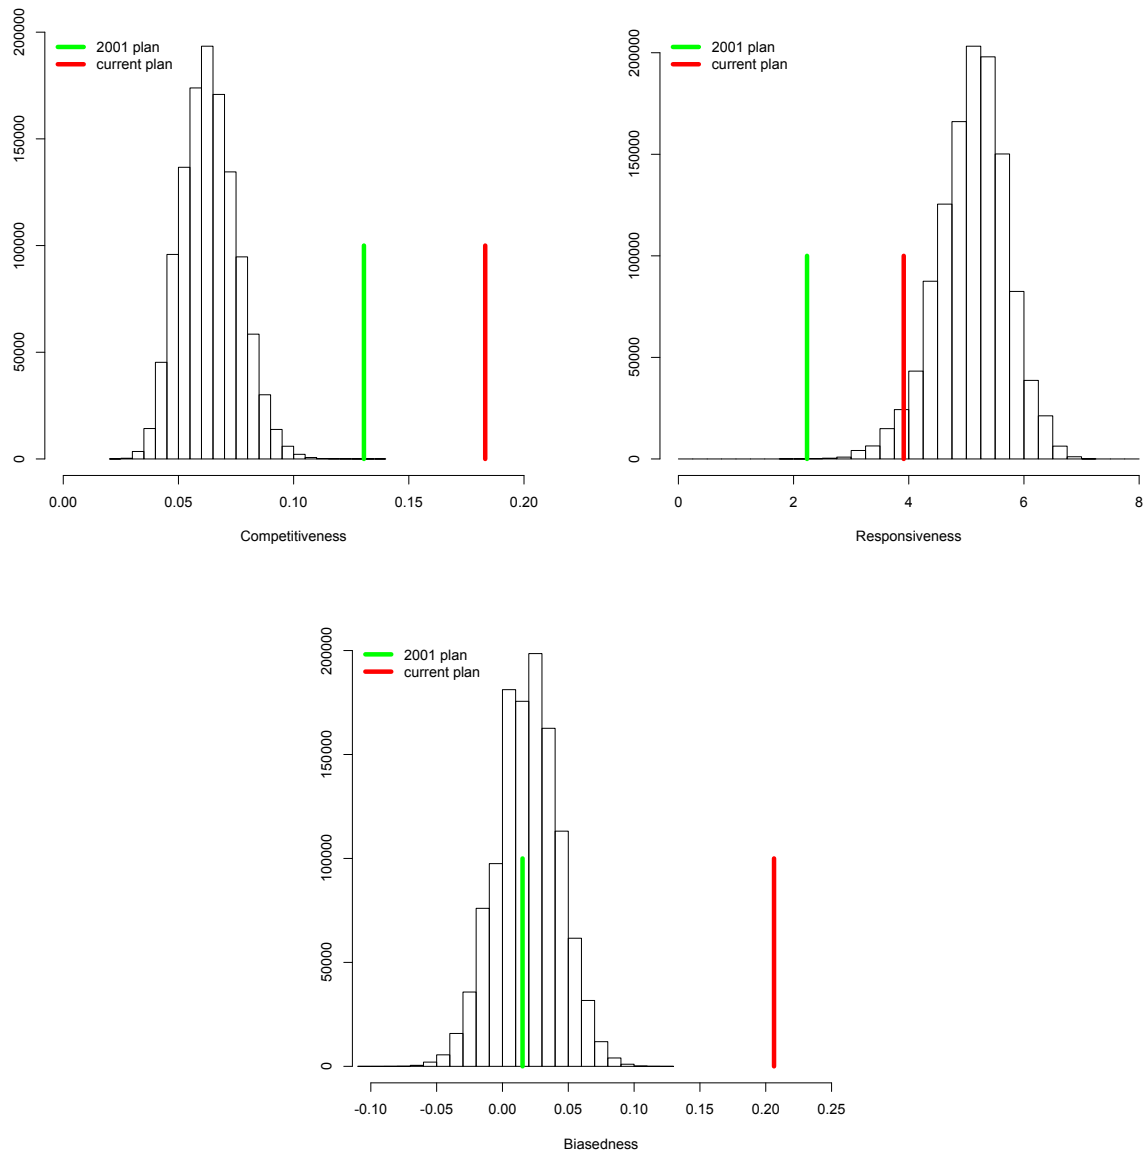 2001 plan
current plan
200000
150000
100000
50000
0
0.00 0.05 0.10 0.15 0.20
Competitiveness
2001 plan
current plan
200000
150000
100000
50000
0
0 2 4 6 8
Responsiveness
2001 plan
current plan
200000
150000
100000
50000
0
-0.10 -0.05 0.00 0.05 0.10 0.15 0.20 0.25
Biasedness